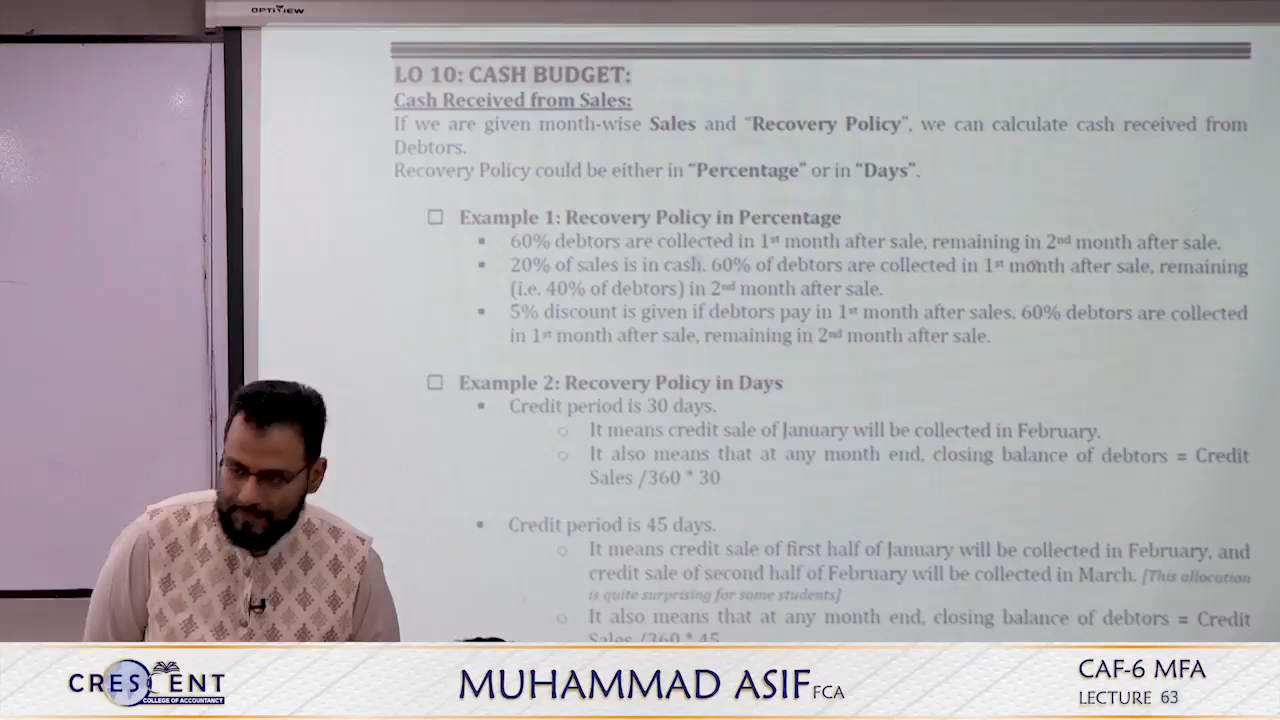 OPTIVIEW
LO 10: CASH BUDGET:
Cash Received from Sales:
If we are given month-wise Sales and “Recovery Policy”, we can calculate cash received from
Debtors.
Recovery Policy could be either in “Percentage” or in “Days”.
☐ Example 1: Recovery Policy in Percentage
▪ 60% debtors are collected in 1st month after sale, remaining in 2nd month after sale.
▪ 20% of sales is in cash. 60% of debtors are collected in 1st month after sale, remaining
(i.e. 40% of debtors) in 2nd month after sale.
▪ 5% discount is given if debtors pay in 1st month after sales. 60% debtors are collected
in 1st month after sale, remaining in 2nd month after sale.
☐ Example 2: Recovery Policy in Days
▪ Credit period is 30 days.
○ It means credit sale of January will be collected in February.
○ It also means that at any month end, closing balance of debtors = Credit
Sales /360 * 30
▪ Credit period is 45 days.
○ It means credit sale of first half of January will be collected in February, and
credit sale of second half of February will be collected in March. [This allocation
is quite surprising for some students]
○ It also means that at any month end, closing balance of debtors = Credit
Sales /360 * 45
CRESCENT
COLLEGE OF ACCOUNTANCY
MUHAMMAD ASIF FCA
CAF-6 MFA
LECTURE 63